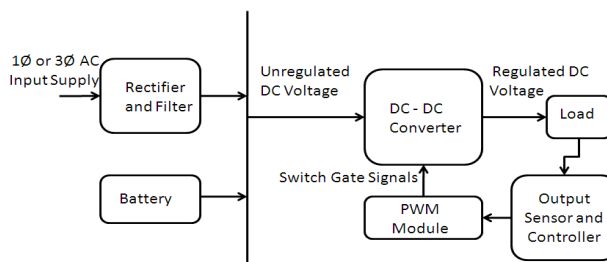 1Ø or 3Ø AC
Input Supply
Rectifier
and Filter
Battery
Unregulated
DC Voltage
DC - DC
Converter
Regulated DC
Voltage
Load
Switch Gate Signals
PWM
Module
Output
Sensor and
Controller